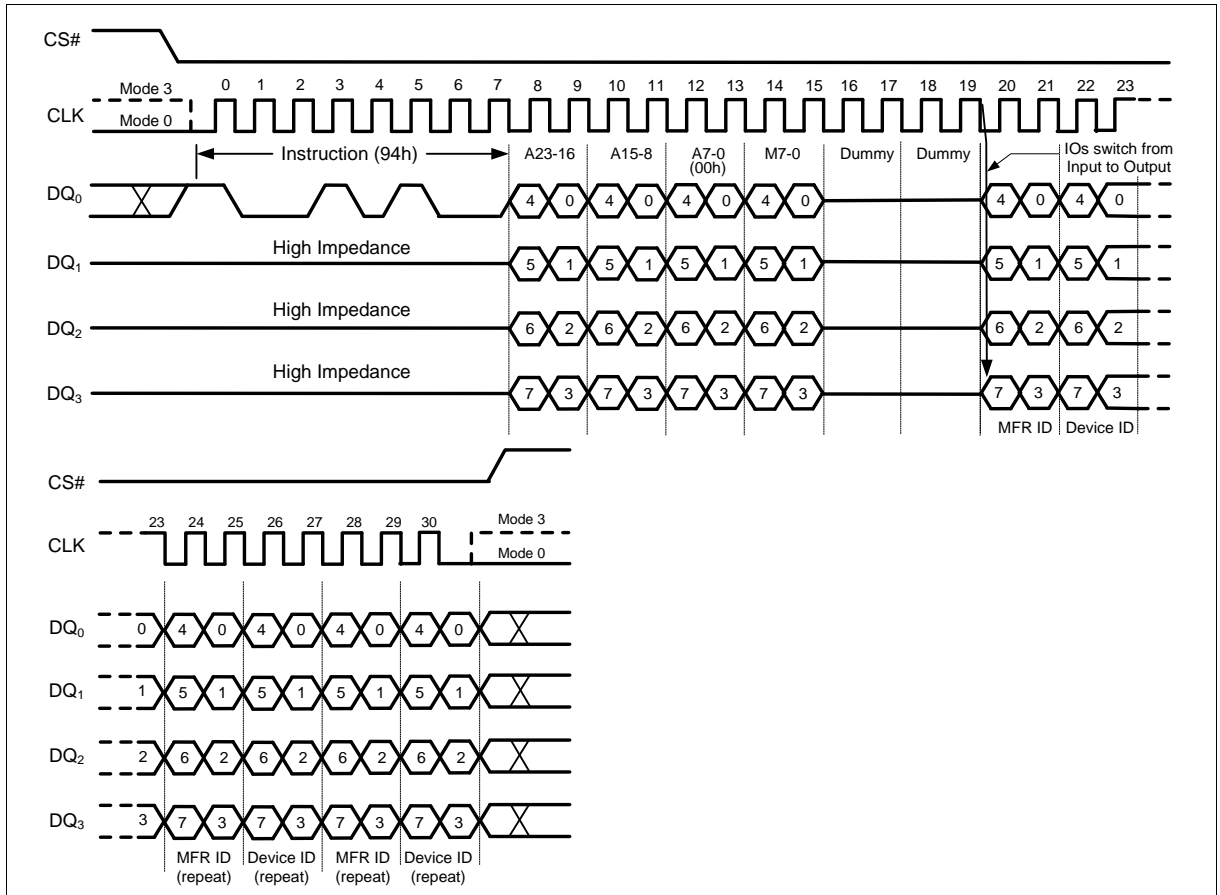 CS#
0 1 2 3 4 5 6 7 8 9 10 11 12 13 14 15 16 17 18 19 20 21 22 23
Mode 3
CLK
Mode 0
Instruction (94h)
A23-16 A15-8 A7-0 M7-0 Dummy Dummy IOs switch from
(00h) Input to Output
DQ0 4 0 4 0 4 0 4 0 4 0 4 0
High Impedance
DQ1 5 1 5 1 5 1 5 1 5 1 5 1
High Impedance
DQ2 6 2 6 2 6 2 6 2 6 2 6 2
High Impedance
DQ3 7 3 7 3 7 3 7 3 7 3 7 3
MFR ID Device ID
CS#
23 24 25 26 27 28 29 30 Mode 3
CLK
Mode 0
DQ0 0 4 0 4 0 4 0 4 0
DQ1 1 5 1 5 1 5 1 5 1
DQ2 2 6 2 6 2 6 2 6 2
DQ3 3 7 3 7 3 7 3 7 3
MFR ID Device ID MFR ID Device ID
(repeat) (repeat) (repeat) (repeat)